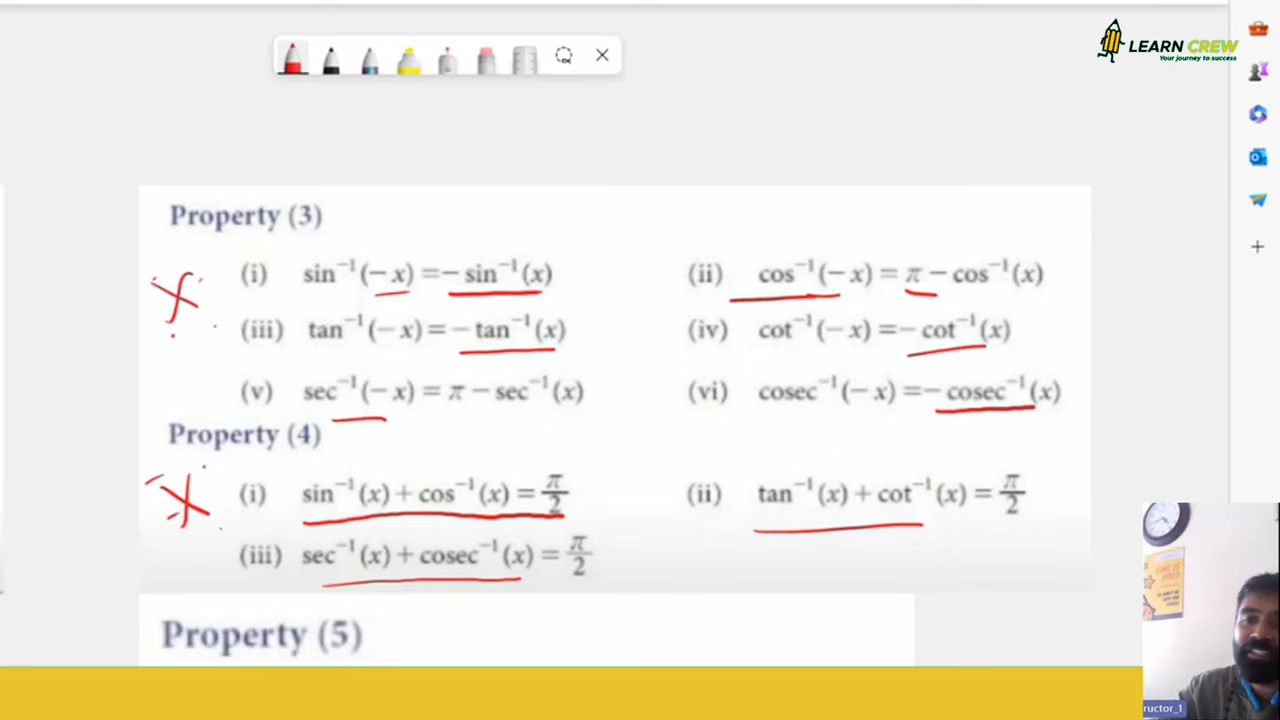 LEARN CREW
Your journey to success
Property (3)
(i) sin⁻¹(−x) = − sin⁻¹(x) (ii) cos⁻¹(−x) = π − cos⁻¹(x)
(iii) tan⁻¹(−x) = − tan⁻¹(x) (iv) cot⁻¹(−x) = − cot⁻¹(x)
(v) sec⁻¹(−x) = π − sec⁻¹(x) (vi) cosec⁻¹(−x) = − cosec⁻¹(x)
Property (4)
(i) sin⁻¹(x) + cos⁻¹(x) = π/2 (ii) tan⁻¹(x) + cot⁻¹(x) = π/2
(iii) sec⁻¹(x) + cosec⁻¹(x) = π/2
Property (5)
ructor_1